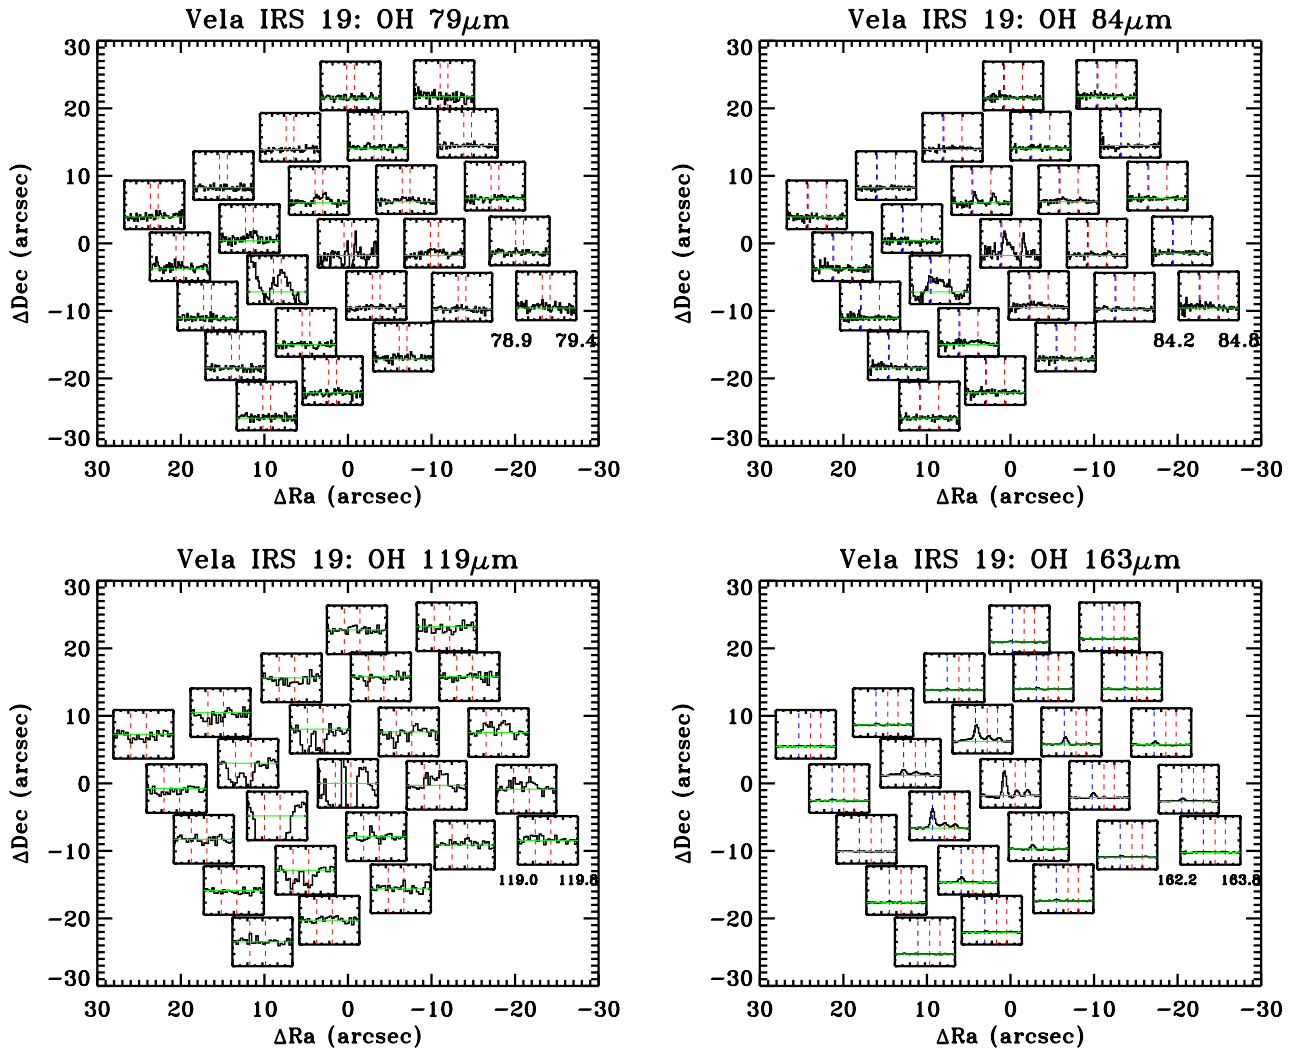 Vela IRS 19: OH 79μm
30
20
10
0
-10
-20
-30
ΔDec (arcsec)
78.9 79.4
30 20 10 0 -10 -20 -30
ΔRa (arcsec)
Vela IRS 19: OH 84μm
30
20
10
0
-10
-20
-30
ΔDec (arcsec)
84.2 84.8
30 20 10 0 -10 -20 -30
ΔRa (arcsec)
Vela IRS 19: OH 119μm
30
20
10
0
-10
-20
-30
ΔDec (arcsec)
119.0 119.8
30 20 10 0 -10 -20 -30
ΔRa (arcsec)
Vela IRS 19: OH 163μm
30
20
10
0
-10
-20
-30
ΔDec (arcsec)
162.2 163.8
30 20 10 0 -10 -20 -30
ΔRa (arcsec)